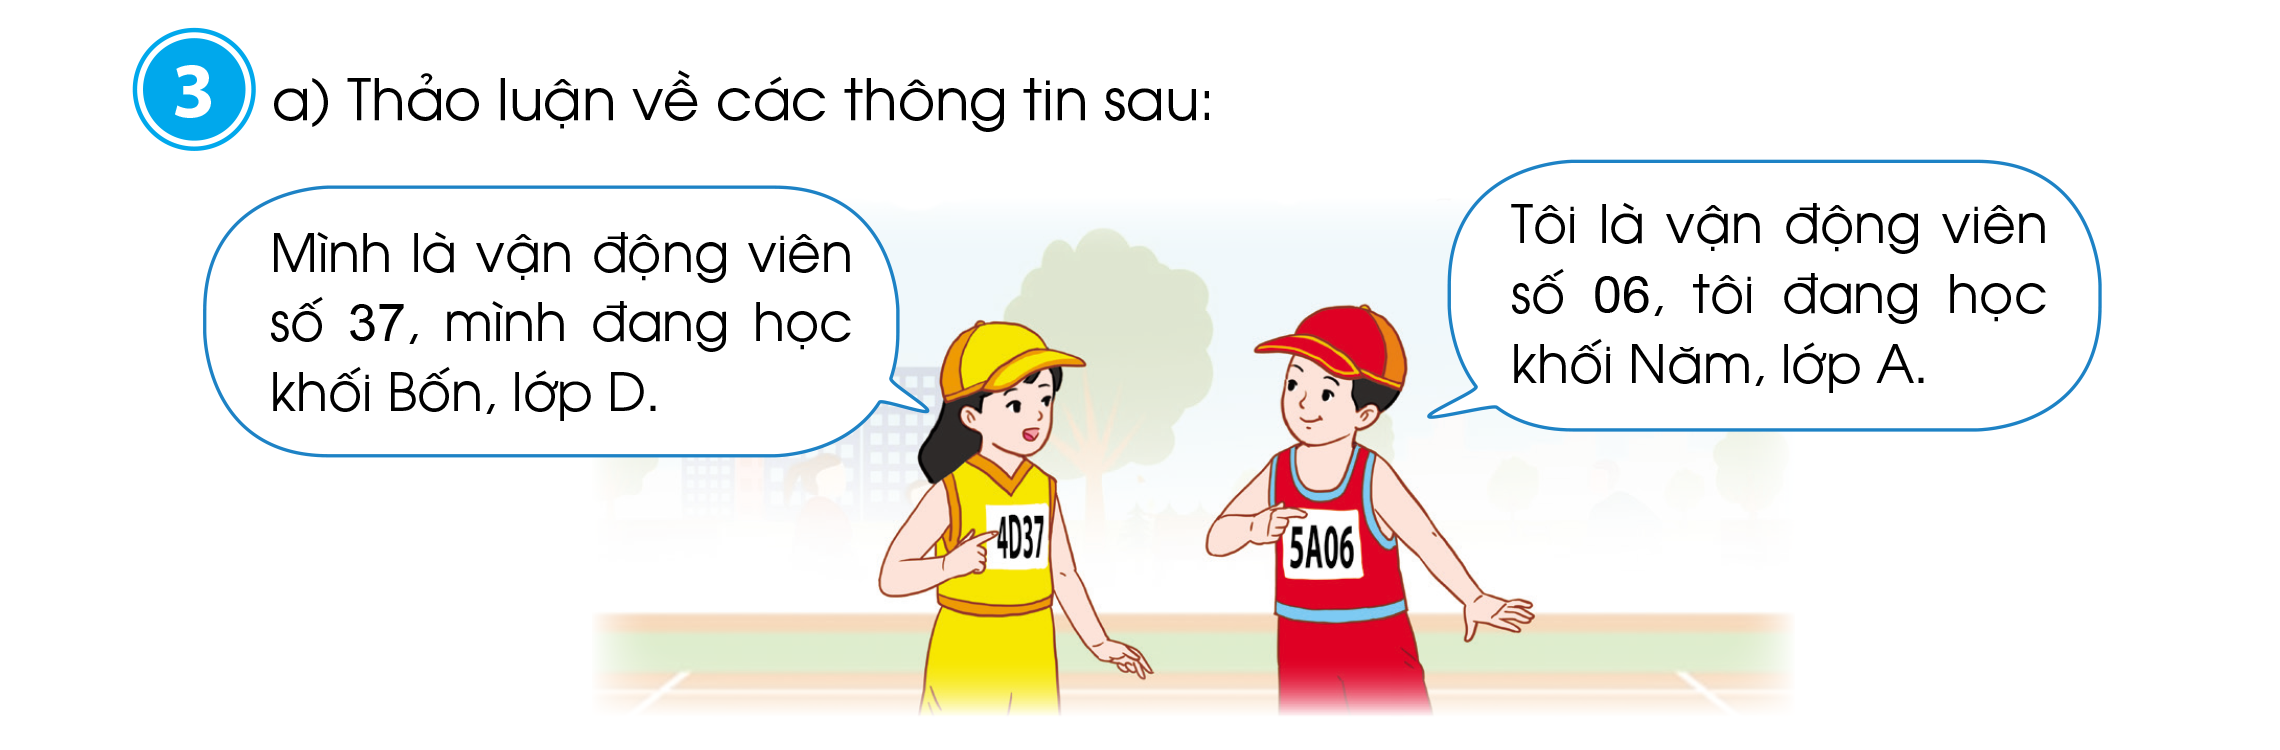 3 a) Thảo luận về các thông tin sau:
Mình là vận động viên
số 37, mình đang học
khối Bốn, lớp D.
Tôi là vận động viên
số 06, tôi đang học
khối Năm, lớp A.
4D37
5A06